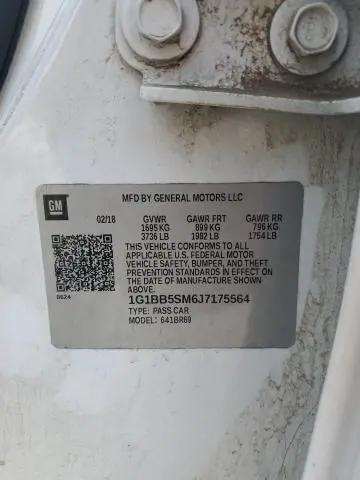 GM
MFD BY GENERAL MOTORS LLC
02/18 GVWR GAWR FRT GAWR RR
1695 KG 899 KG 796 KG
3736 LB 1982 LB 1754 LB
THIS VEHICLE CONFORMS TO ALL
APPLICABLE U.S. FEDERAL MOTOR
VEHICLE SAFETY, BUMPER, AND THEFT
PREVENTION STANDARDS IN EFFECT ON
THE DATE OF MANUFACTURE SHOWN
ABOVE.
8624
1G1BB5SM6J7175564
TYPE: PASS CAR
MODEL: 641BR69